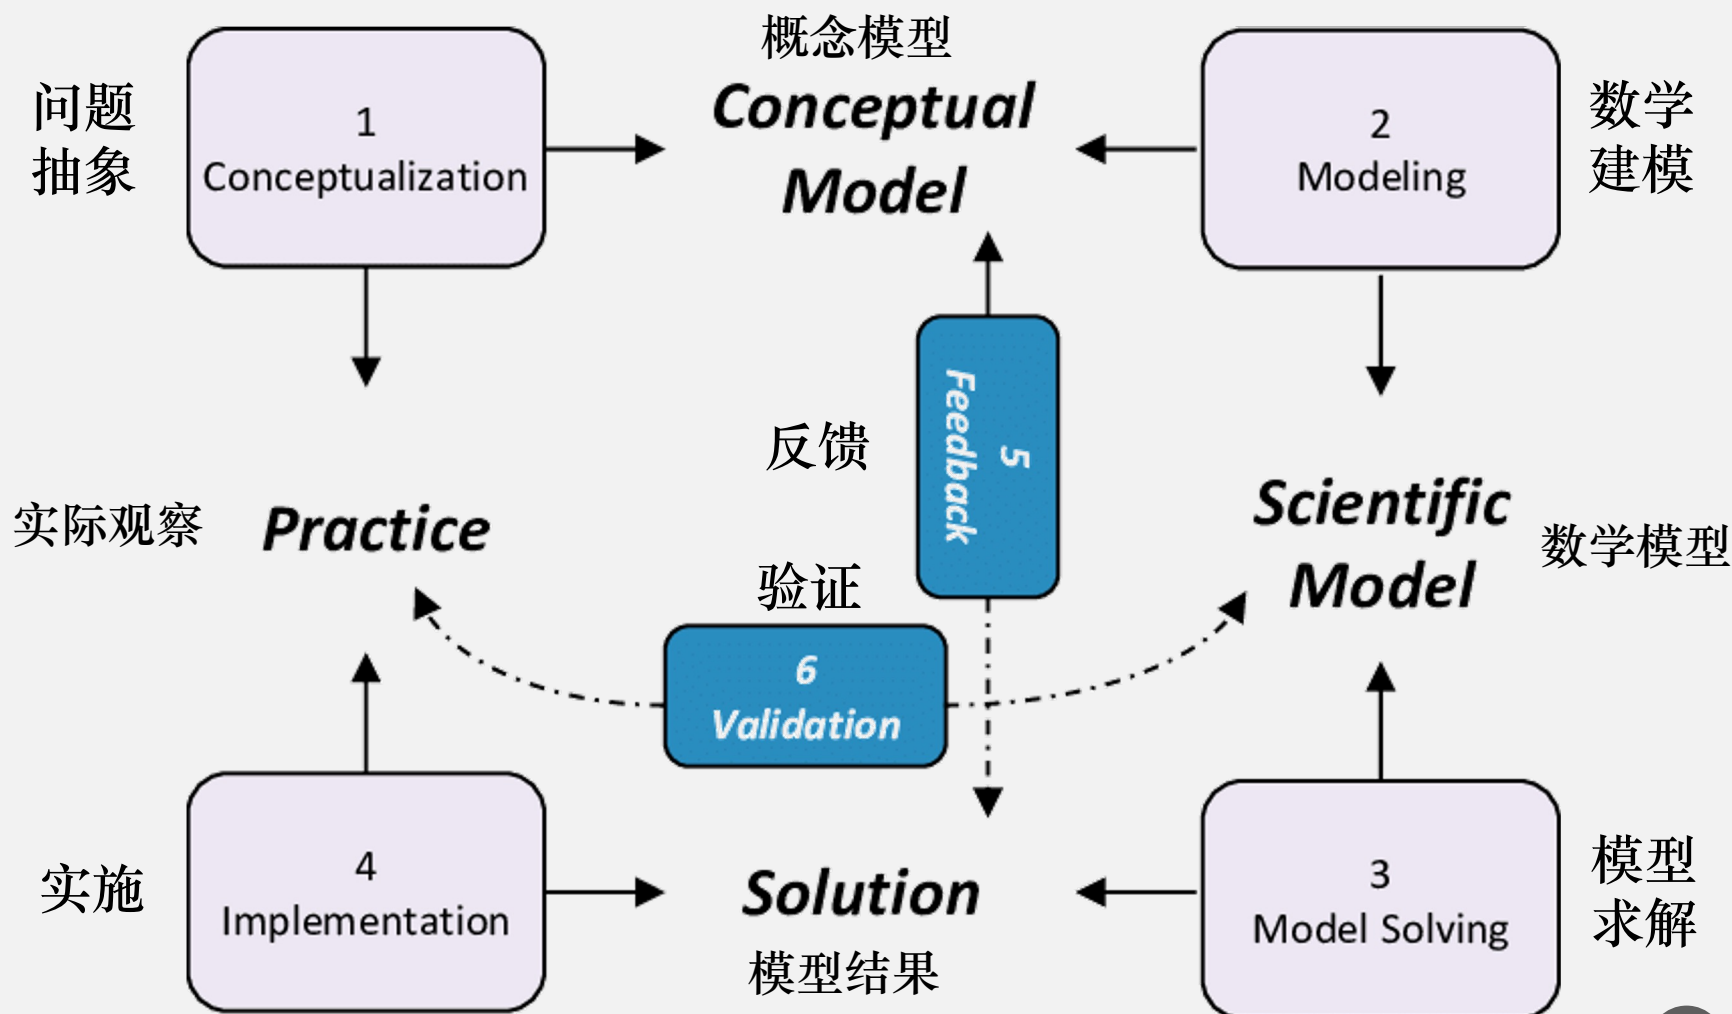 概念模型
问题
抽象
1
Conceptualization
Conceptual
Model
2
Modeling
数学
建模
反馈
5
Feedback
实际观察
Practice
Scientific
Model
数学模型
验证
6
Validation
实施
4
Implementation
Solution
模型结果
3
Model Solving
模型
求解